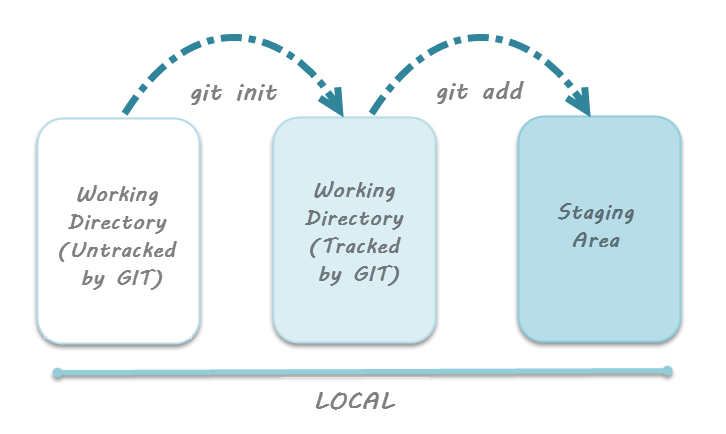 git init
git add
Working
Directory
(Untracked
by GIT)
Working
Directory
(Tracked
by GIT)
Staging
Area
LOCAL